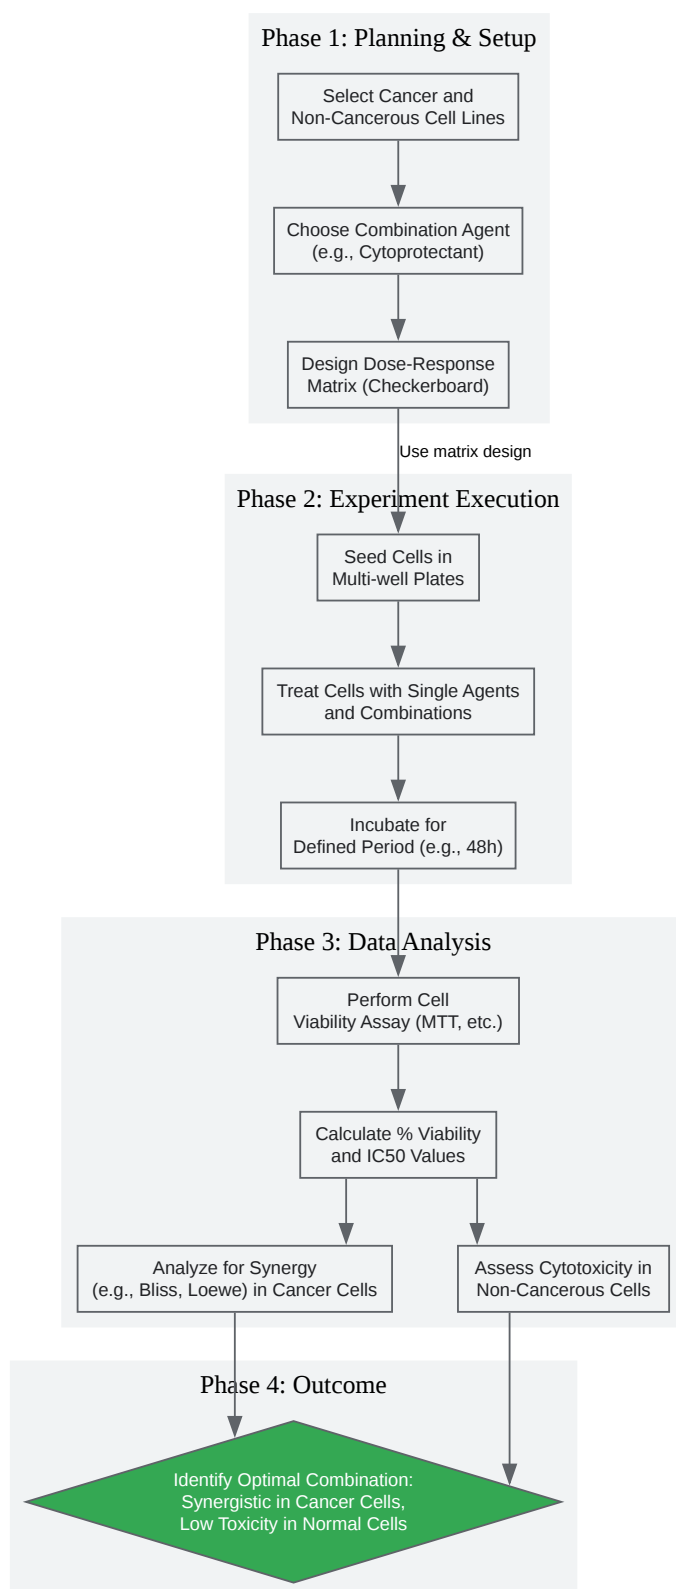 Phase 1: Planning & Setup
Select Cancer and
Non-Cancerous Cell Lines
Choose Combination Agent
(e.g., Cytoprotectant)
Design Dose-Response
Matrix (Checkerboard)
Use matrix design
Phase 2: Experiment Execution
Seed Cells in
Multi-well Plates
Treat Cells with Single Agents
and Combinations
Incubate for
Defined Period (e.g., 48h)
Phase 3: Data Analysis
Perform Cell
Viability Assay (MTT, etc.)
Calculate % Viability
and IC50 Values
Analyze for Synergy
(e.g., Bliss, Loewe) in Cancer Cells
Assess Cytotoxicity in
Non-Cancerous Cells
Phase 4: Outcome
Identify Optimal Combination:
Synergistic in Cancer Cells,
Low Toxicity in Normal Cells